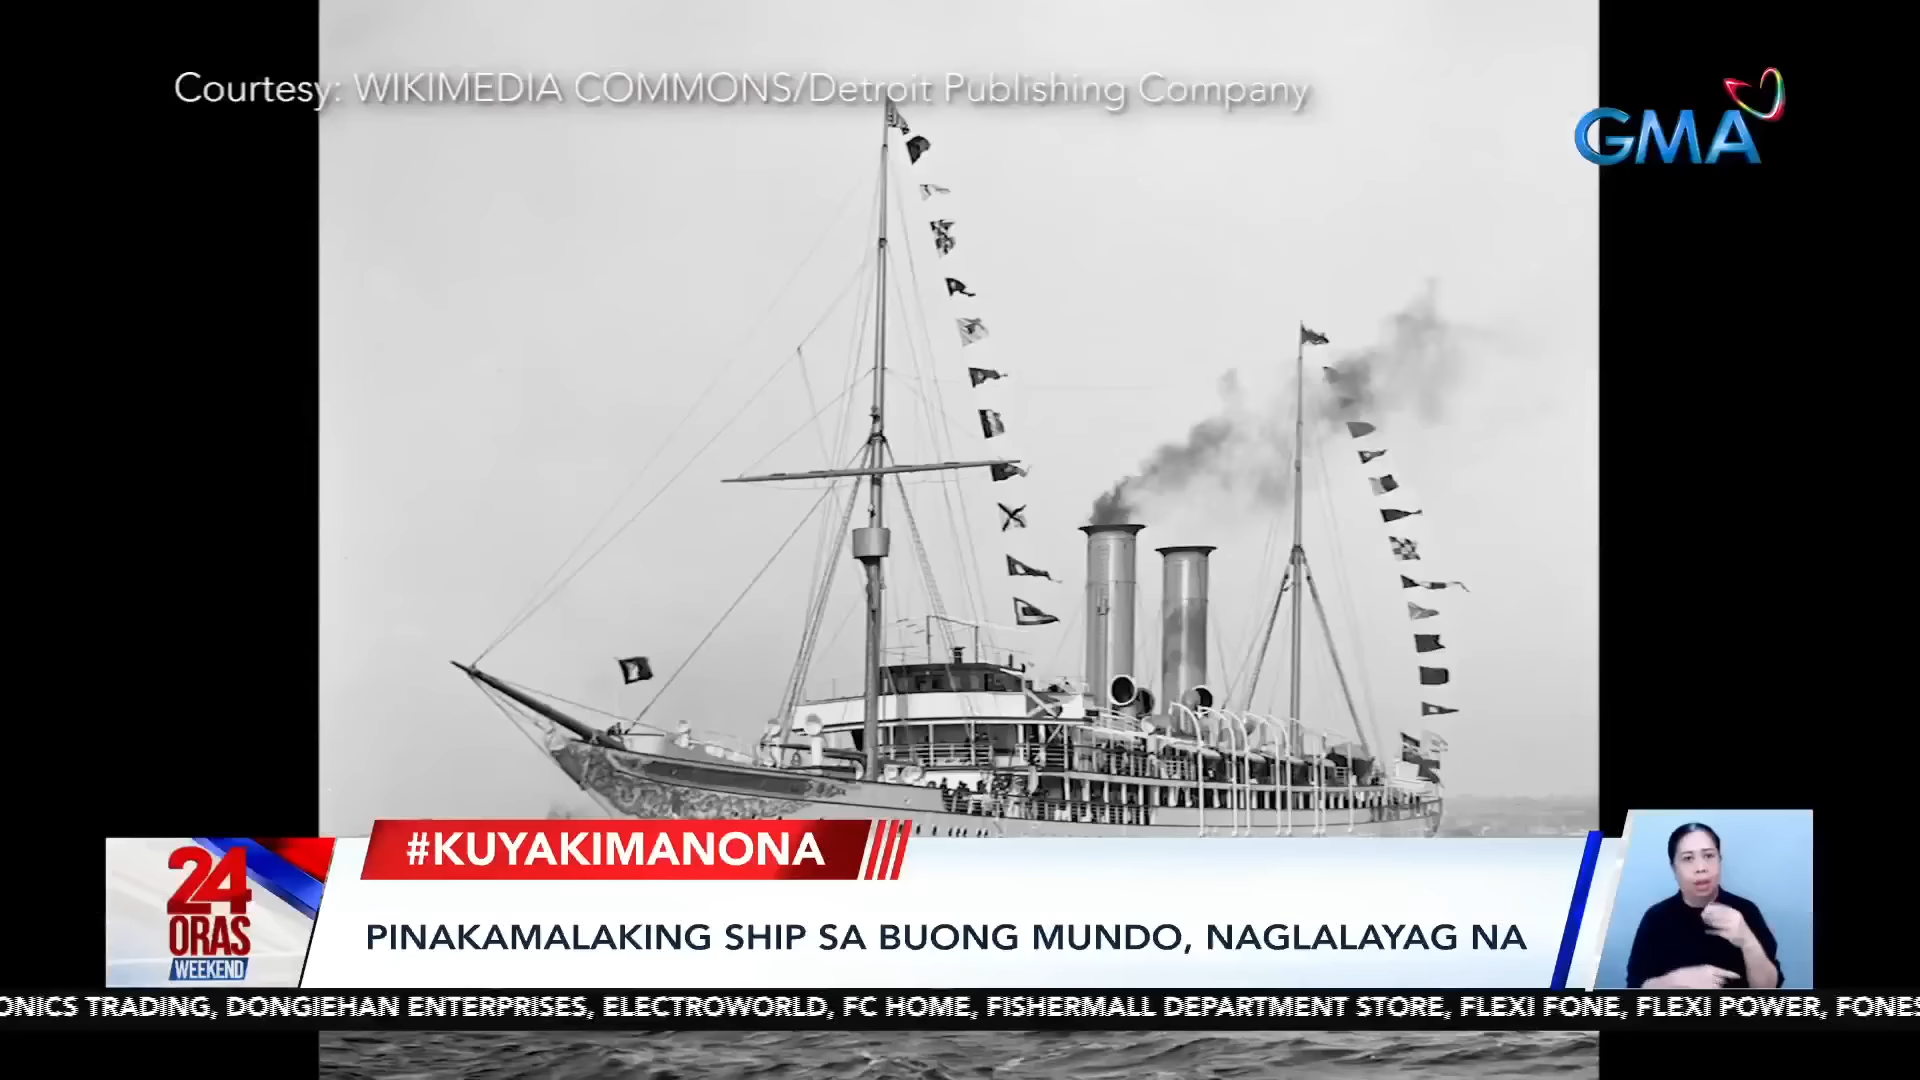 Courtesy: WIKIMEDIA COMMONS/Detroit Publishing Company
GMA
#KUYAKIMANONA
24
ORAS
WEEKEND
PINAKAMALAKING SHIP SA BUONG MUNDO, NAGLALAYAG NA
ONICS TRADING, DONGIEHAN ENTERPRISES, ELECTROWORLD, FC HOME, FISHERMALL DEPARTMENT STORE, FLEXI FONE, FLEXI POWER, FONES